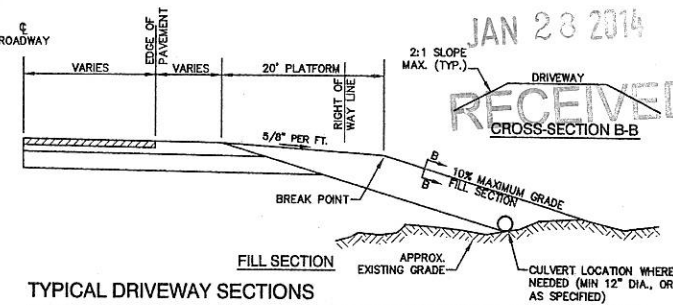 JAN 23 2014
RECEIVED
℄
ROADWAY
EDGE OF
PAVEMENT
VARIES
VARIES
20' PLATFORM
RIGHT OF
WAY LINE
2:1 SLOPE
MAX. (TYP.)
DRIVEWAY
CROSS-SECTION B-B
5/8" PER FT.
B
B
10% MAXIMUM GRADE
FILL SECTION
BREAK POINT
FILL SECTION
APPROX.
EXISTING GRADE
CULVERT LOCATION WHERE
NEEDED (MIN 12" DIA., OR
AS SPECIFIED)
TYPICAL DRIVEWAY SECTIONS